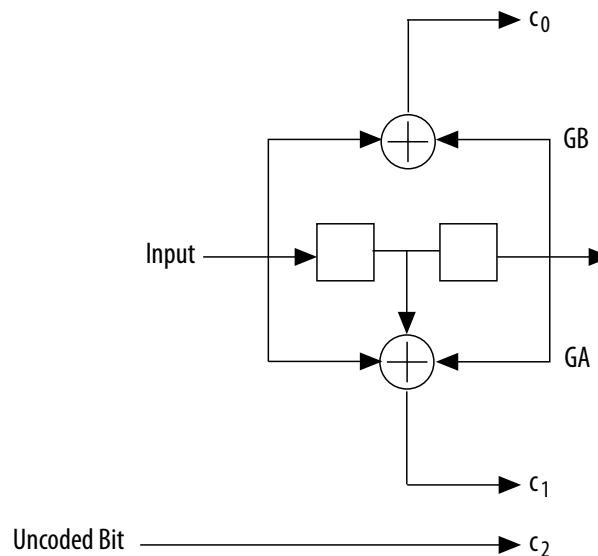 c₀
GB
Input
GA
c₁
Uncoded Bit
c₂